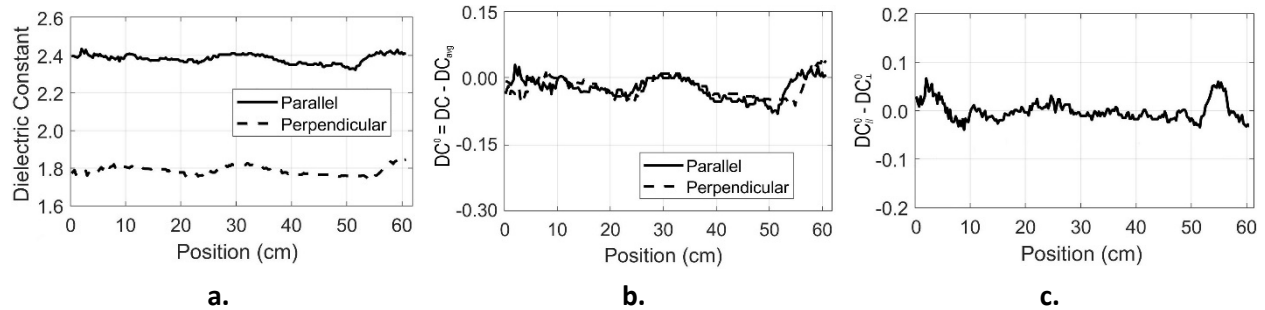 2.6
2.4
2.2
2.0
1.8
1.6
Dielectric Constant
Parallel
Perpendicular
0 10 20 30 40 50 60
Position (cm)
a.
0.15
0.00
-0.15
-0.30
DC⁰ = DC - DCavg
Parallel
Perpendicular
0 10 20 30 40 50 60
Position (cm)
b.
0.2
0.1
0.0
-0.1
-0.2
DC⁰∥ - DC⁰⊥
0 10 20 30 40 50 60
Position (cm)
c.